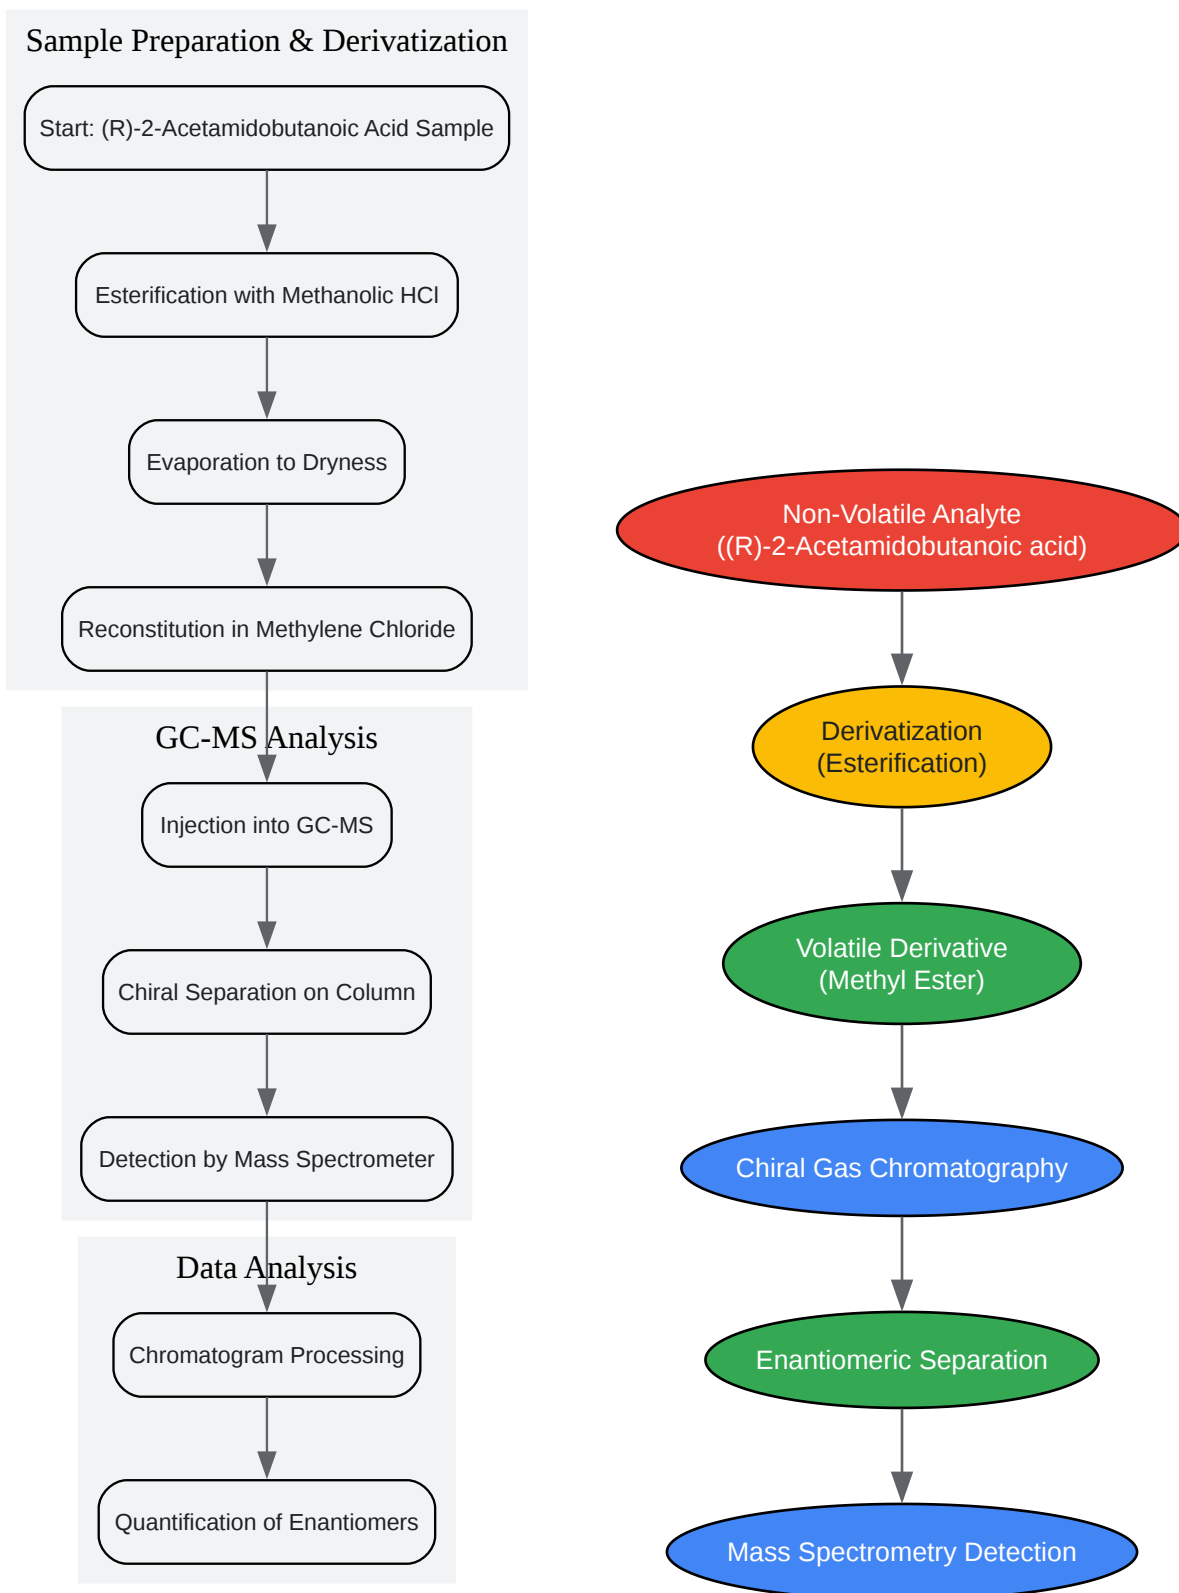 Sample Preparation & Derivatization
Start: (R)-2-Acetamidobutanoic Acid Sample
Esterification with Methanolic HCl
Evaporation to Dryness
Reconstitution in Methylene Chloride
GC-MS Analysis
Injection into GC-MS
Chiral Separation on Column
Detection by Mass Spectrometer
Data Analysis
Chromatogram Processing
Quantification of Enantiomers
Non-Volatile Analyte
((R)-2-Acetamidobutanoic acid)
Derivatization
(Esterification)
Volatile Derivative
(Methyl Ester)
Chiral Gas Chromatography
Enantiomeric Separation
Mass Spectrometry Detection